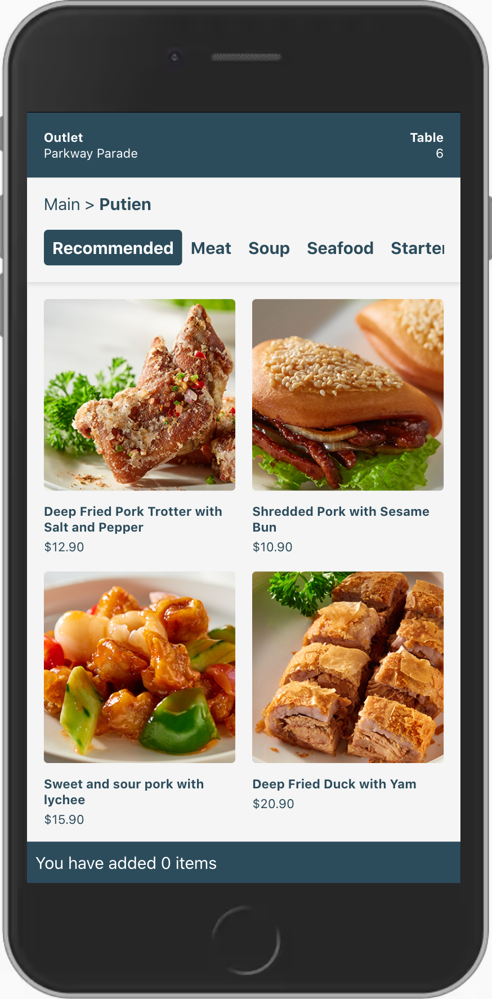 Outlet
Table
Parkway Parade
6
Main > Putien
Recommended Meat Soup Seafood Starter
Deep Fried Pork Trotter with
Salt and Pepper
$12.90
Shredded Pork with Sesame
Bun
$10.90
Sweet and sour pork with
lychee
$15.90
Deep Fried Duck with Yam
$20.90
You have added 0 items